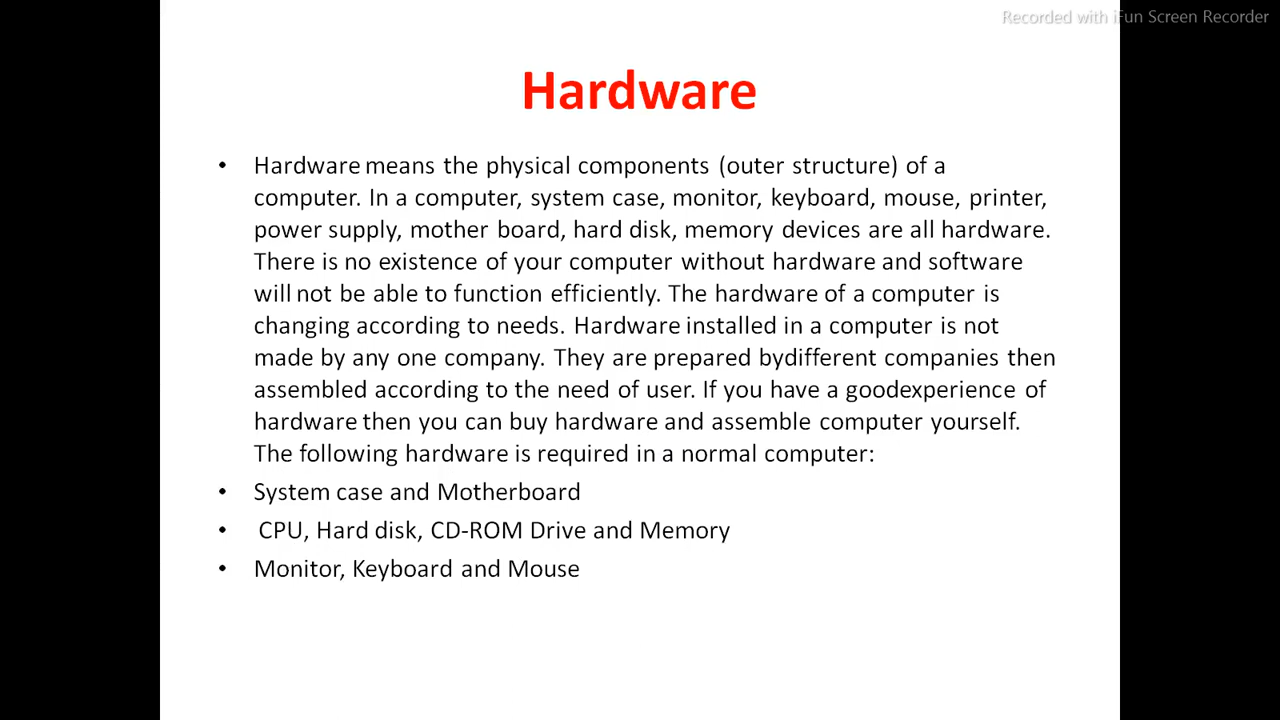 Recorded with iFun Screen Recorder
Hardware
• Hardware means the physical components (outer structure) of a
computer. In a computer, system case, monitor, keyboard, mouse, printer,
power supply, mother board, hard disk, memory devices are all hardware.
There is no existence of your computer without hardware and software
will not be able to function efficiently. The hardware of a computer is
changing according to needs. Hardware installed in a computer is not
made by any one company. They are prepared bydifferent companies then
assembled according to the need of user. If you have a goodexperience of
hardware then you can buy hardware and assemble computer yourself.
The following hardware is required in a normal computer:
• System case and Motherboard
• CPU, Hard disk, CD-ROM Drive and Memory
• Monitor, Keyboard and Mouse